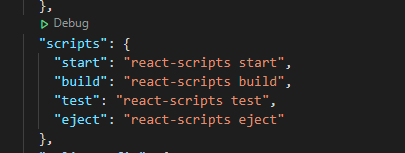 },
Debug
"scripts": {
"start": "react-scripts start",
"build": "react-scripts build",
"test": "react-scripts test",
"eject": "react-scripts eject"
},